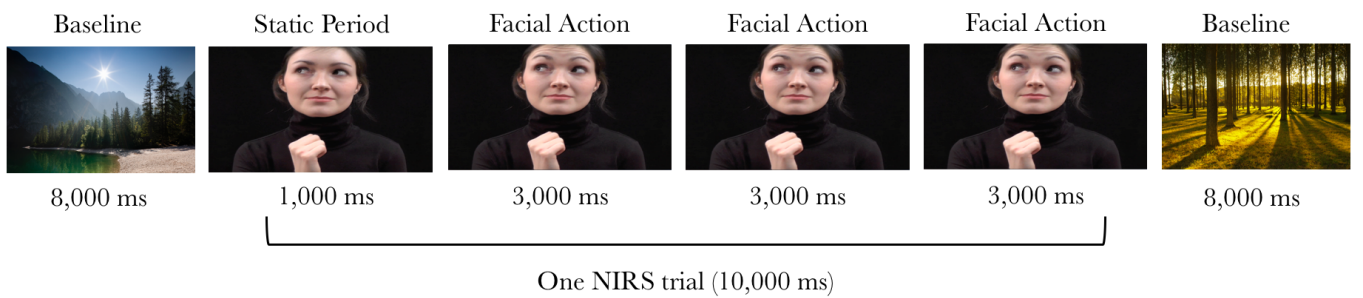 Baseline
Static Period
Facial Action
Facial Action
Facial Action
Baseline
8,000 ms
1,000 ms
3,000 ms
3,000 ms
3,000 ms
8,000 ms
One NIRS trial (10,000 ms)